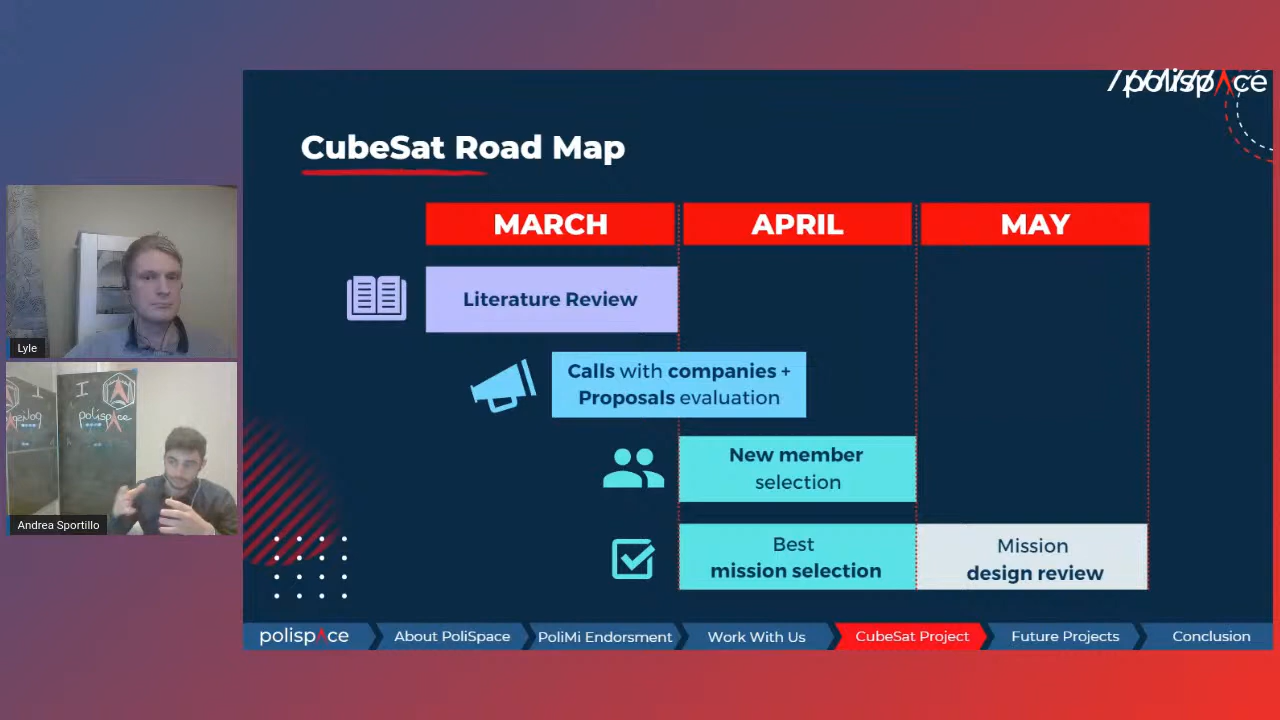 polispace
CubeSat Road Map
MARCH
APRIL
MAY
Literature Review
Calls with companies +
Proposals evaluation
New member
selection
Best
mission selection
Mission
design review
Lyle
polispace
Andrea Sportillo
polispace
About PoliSpace
PoliMi Endorsment
Work With Us
CubeSat Project
Future Projects
Conclusion